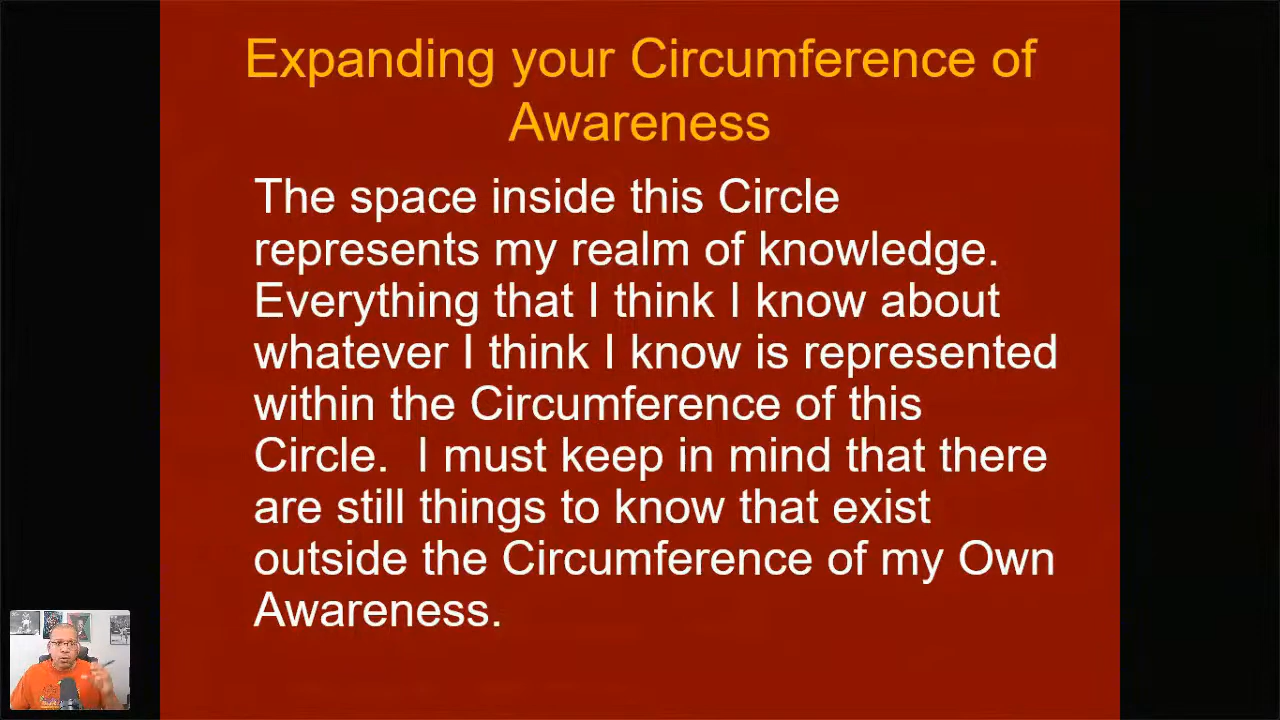 Expanding your Circumference of
Awareness
The space inside this Circle
represents my realm of knowledge.
Everything that I think I know about
whatever I think I know is represented
within the Circumference of this
Circle.  I must keep in mind that there
are still things to know that exist
outside the Circumference of my Own
Awareness.